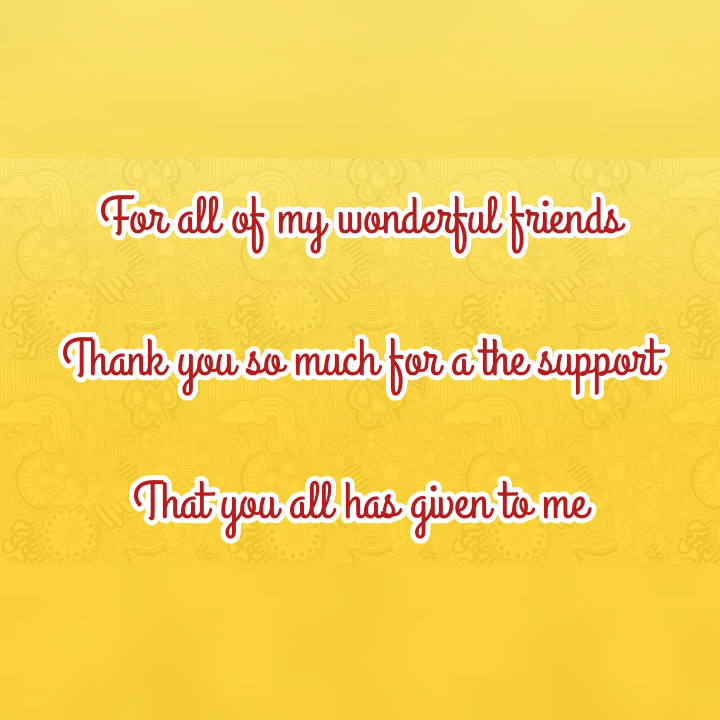 For all of my wonderful friends
Thank you so much for a the support
That you all has given to me